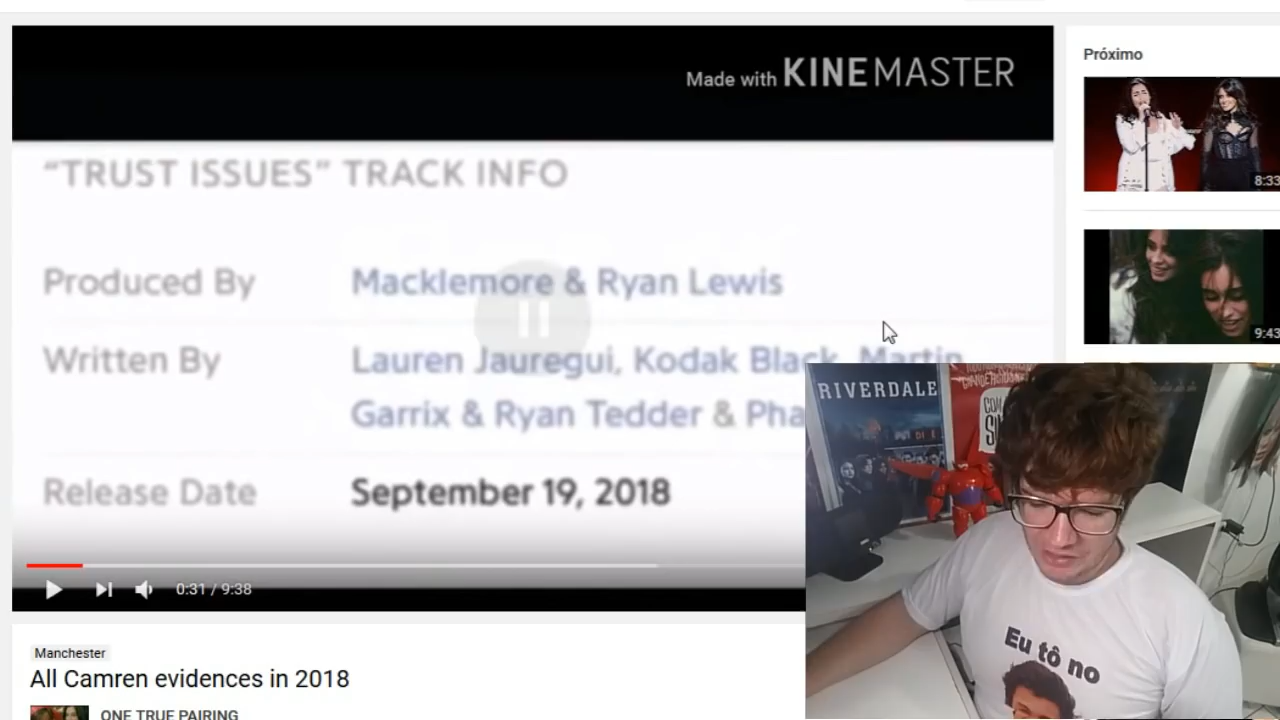 Made with KINEMASTER
Próximo
"TRUST ISSUES" TRACK INFO
8:33
Produced By Macklemore & Ryan Lewis
9:43
Written By Lauren Jauregui, Kodak Black, Martin
Garrix & Ryan Tedder & Pha
Release Date September 19, 2018
RIVERDALE
0:31 / 9:38
Eu tô no
Manchester
All Camren evidences in 2018
ONE TRUE PAIRING